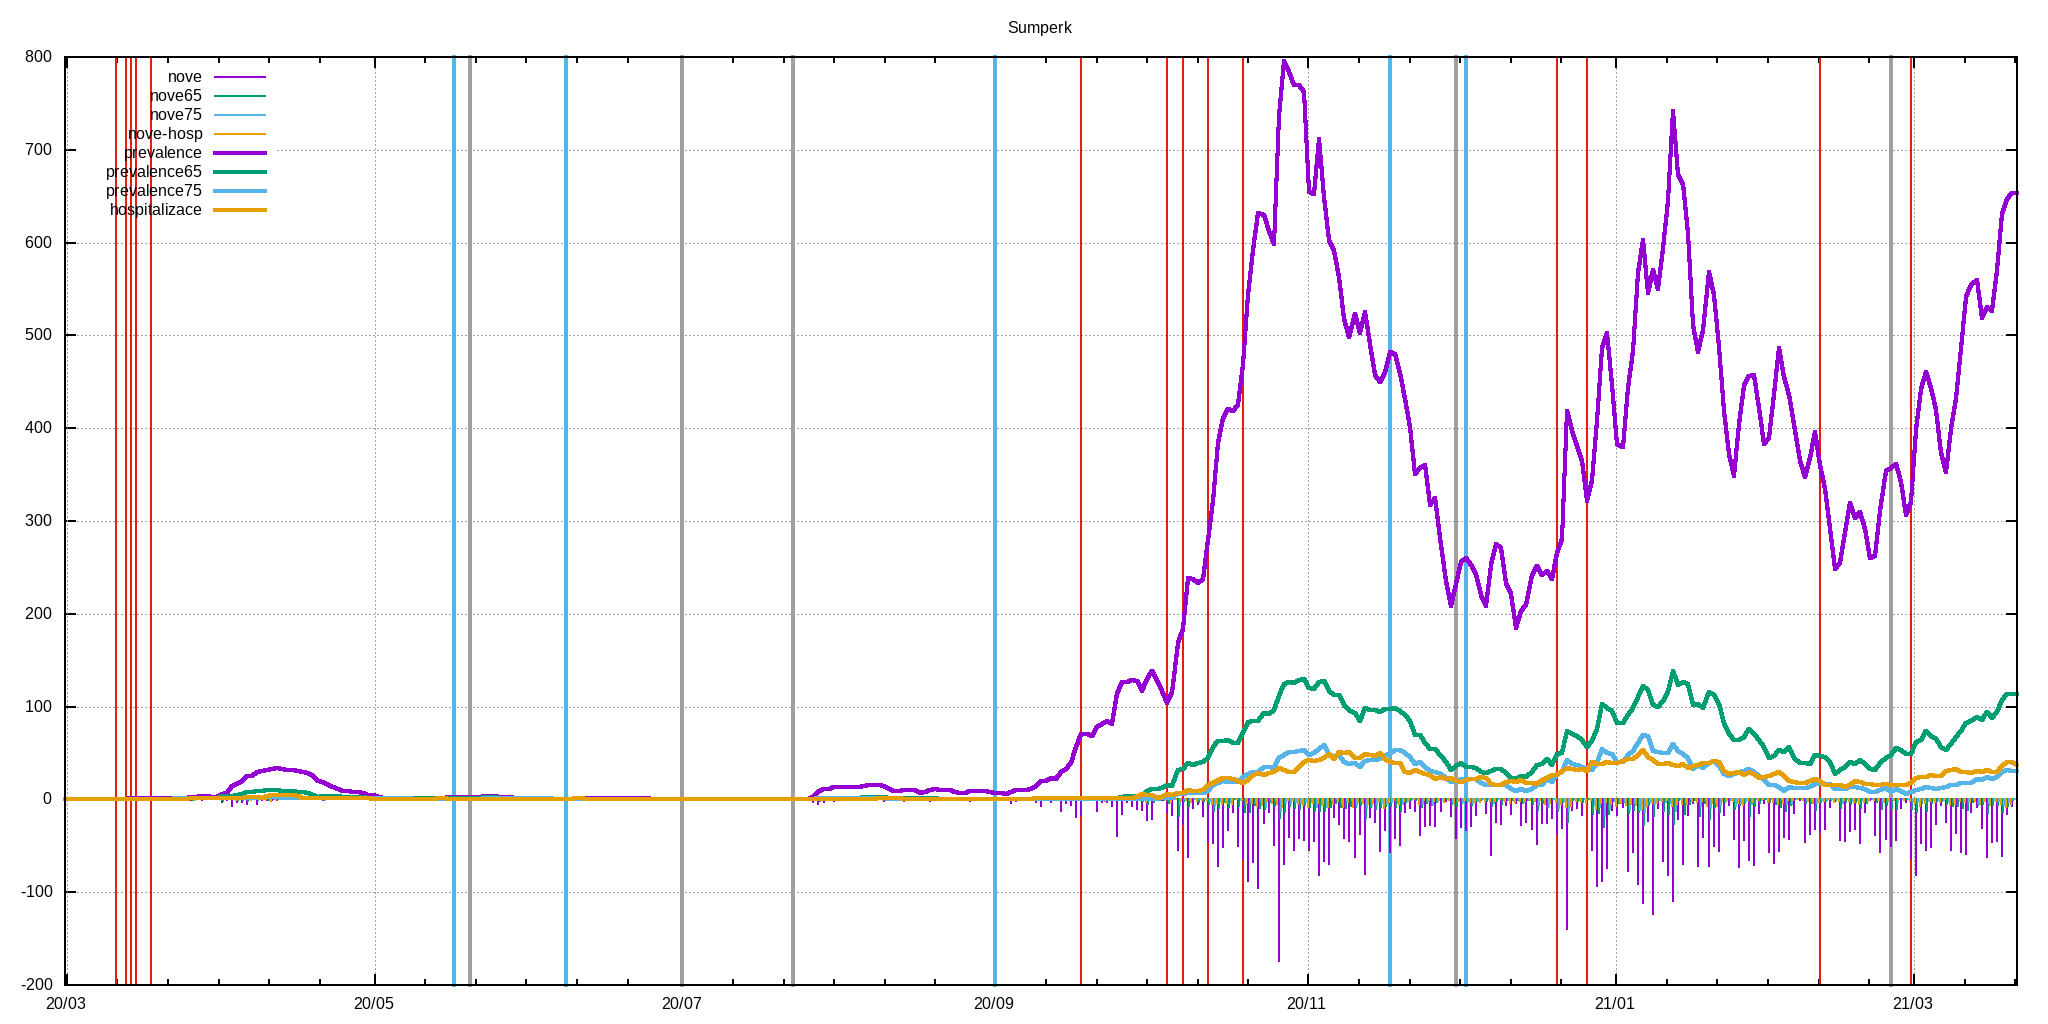 Sumperk
800
700
600
500
400
300
200
100
0
-100
-200
nove
nove65
nove75
nove-hosp
prevalence
prevalence65
prevalence75
hospitalizace
20/03 20/05 20/07 20/09 20/11 21/01 21/03